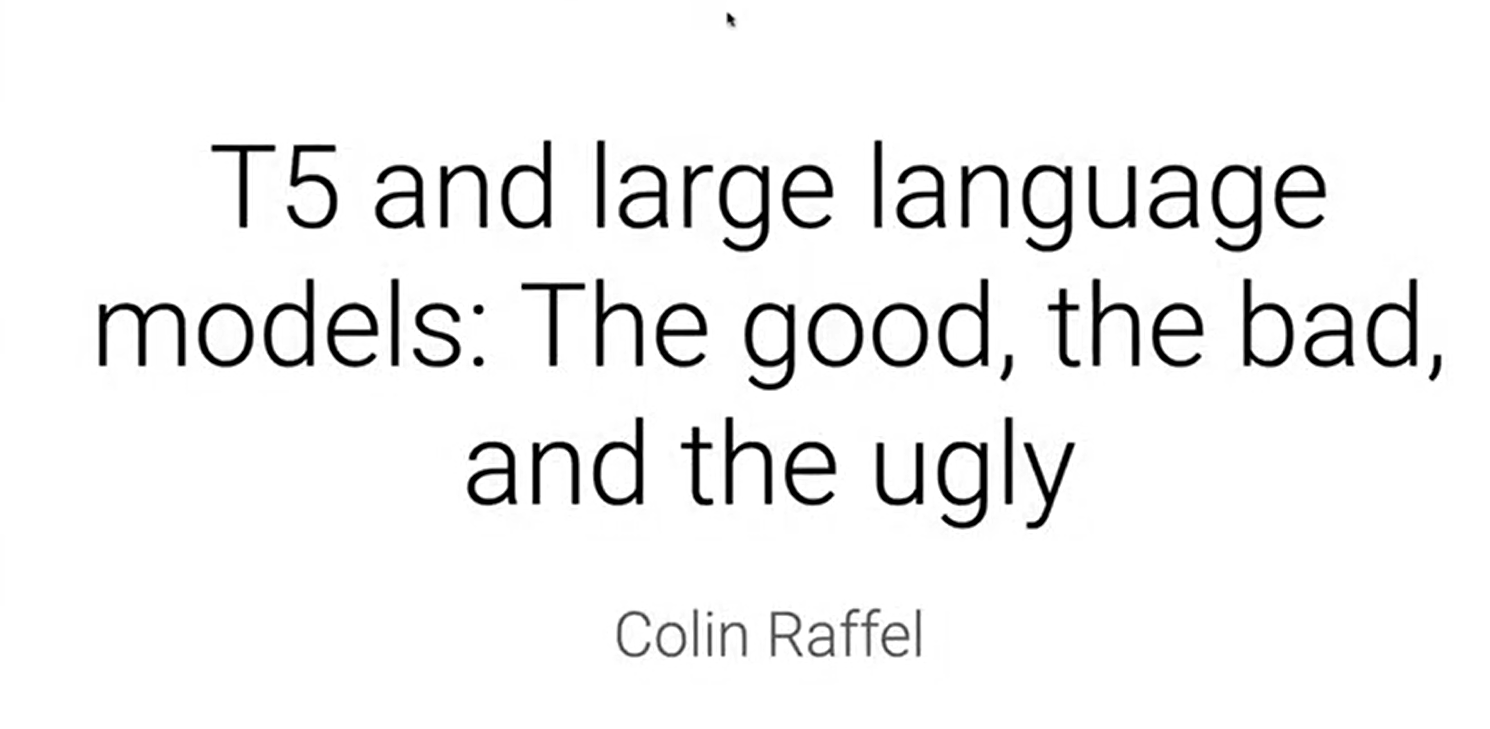 T5 and large language
models: The good, the bad,
and the ugly
Colin Raffel